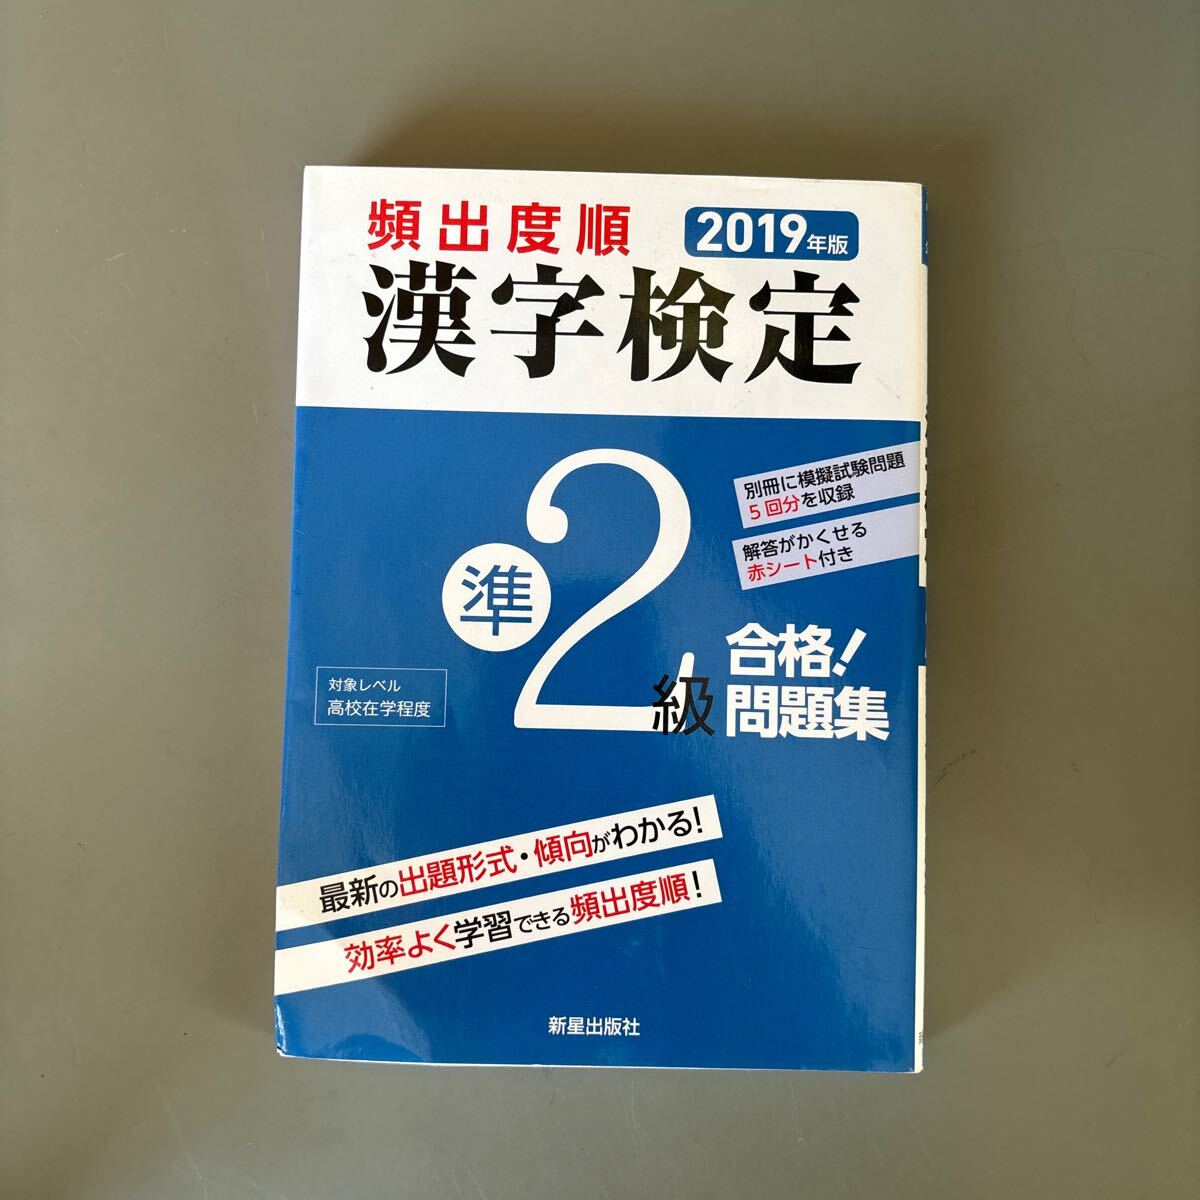 頻出度順
2019年版
漢字検定
別冊に模擬試験問題
5回分を収録
解答がかくせる
赤シート付き
準2級
合格！
問題集
対象レベル
高校在学程度
最新の出題形式・傾向がわかる！
効率よく学習できる頻出度順！
新星出版社